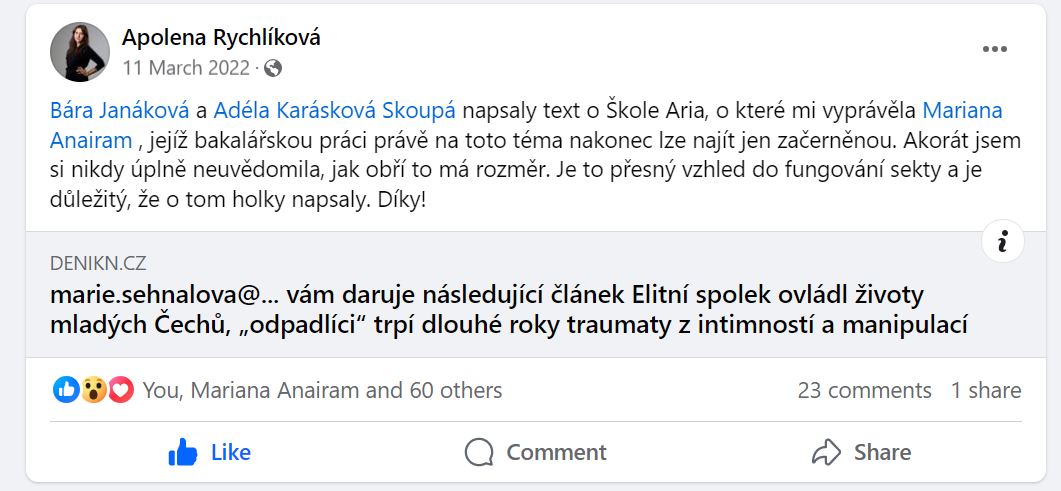 Apolena Rychlíková
11 March 2022 ·
Bára Janáková a Adéla Karásková Skoupá napsaly text o Škole Aria, o které mi vyprávěla Mariana
Anairam , jejíž bakalářskou práci právě na toto téma nakonec lze najít jen začerněnou. Akorát jsem
si nikdy úplně neuvědomila, jak obří to má rozměr. Je to přesný vzhled do fungování sekty a je
důležitý, že o tom holky napsaly. Díky!
DENIKN.CZ
marie.sehnalova@... vám daruje následující článek Elitní spolek ovládl životy
mladých Čechů, „odpadlíci“ trpí dlouhé roky traumaty z intimností a manipulací
You, Mariana Anairam and 60 others 23 comments 1 share
Like Comment Share